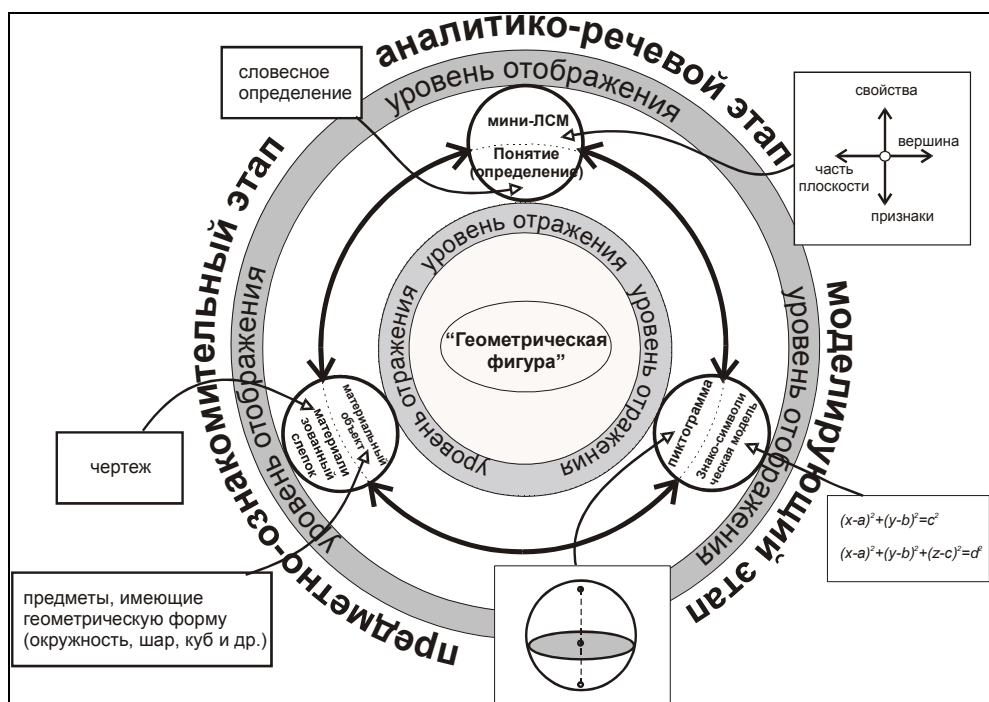 аналитико-речевой этап
уровень отображения
словесное
определение
мини-ЛСМ
Понятие
(определение)
свойства
вершина
часть
плоскости
признаки
предметно-ознакомительный этап
уровень отображения
уровень отражения
уровень отражения
уровень отражения
уровень отражения
“Геометрическая
фигура”
моделирующий этап
уровень отображения
уровень отображения
материальный
объект
материали
зованный
слепок
пиктограмма
Знако-символи
ческая модель
чертеж
(x-a)²+(y-b)²=c²
(x-a)²+(y-b)²+(z-c)²=d²
предметы, имеющие
геометрическую форму
(окружность, шар, куб и др.)